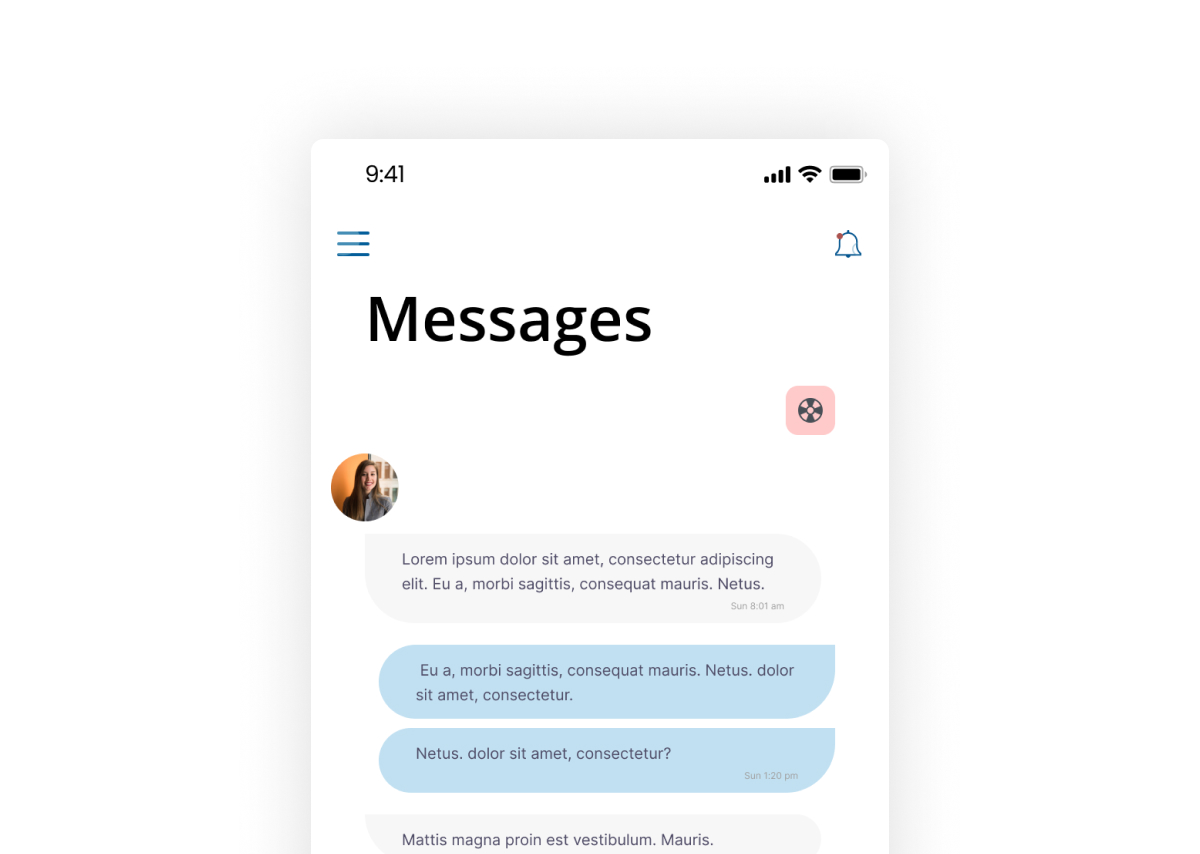 9:41
Messages
Lorem ipsum dolor sit amet, consectetur adipiscing
elit. Eu a, morbi sagittis, consequat mauris. Netus.
Sun 8:01 am
Eu a, morbi sagittis, consequat mauris. Netus. dolor
sit amet, consectetur.
Netus. dolor sit amet, consectetur?
Sun 1:20 pm
Mattis magna proin est vestibulum. Mauris.